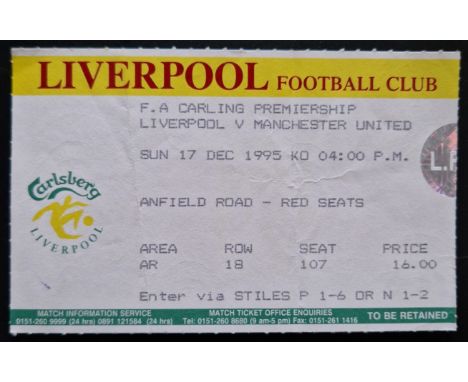 LIVERPOOL FOOTBALL CLUB
F.A CARLING PREMIERSHIP
LIVERPOOL V MANCHESTER UNITED
SUN 17 DEC 1995 KO 04:00 P.M.
L.F
Carlsberg
LIVERPOOL
ANFIELD ROAD - RED SEATS
AREA ROW SEAT PRICE
AR 18 107 16.00
Enter via STILES P 1-6 OR N 1-2
MATCH INFORMATION SERVICE MATCH TICKET OFFICE ENQUIRIES
0151-260 9999 (24 hrs) 0891 121584 (24 hrs) Tel: 0151-260 8680 (9 am-5 pm) Fax: 0151-261 1416 TO BE RETAINED